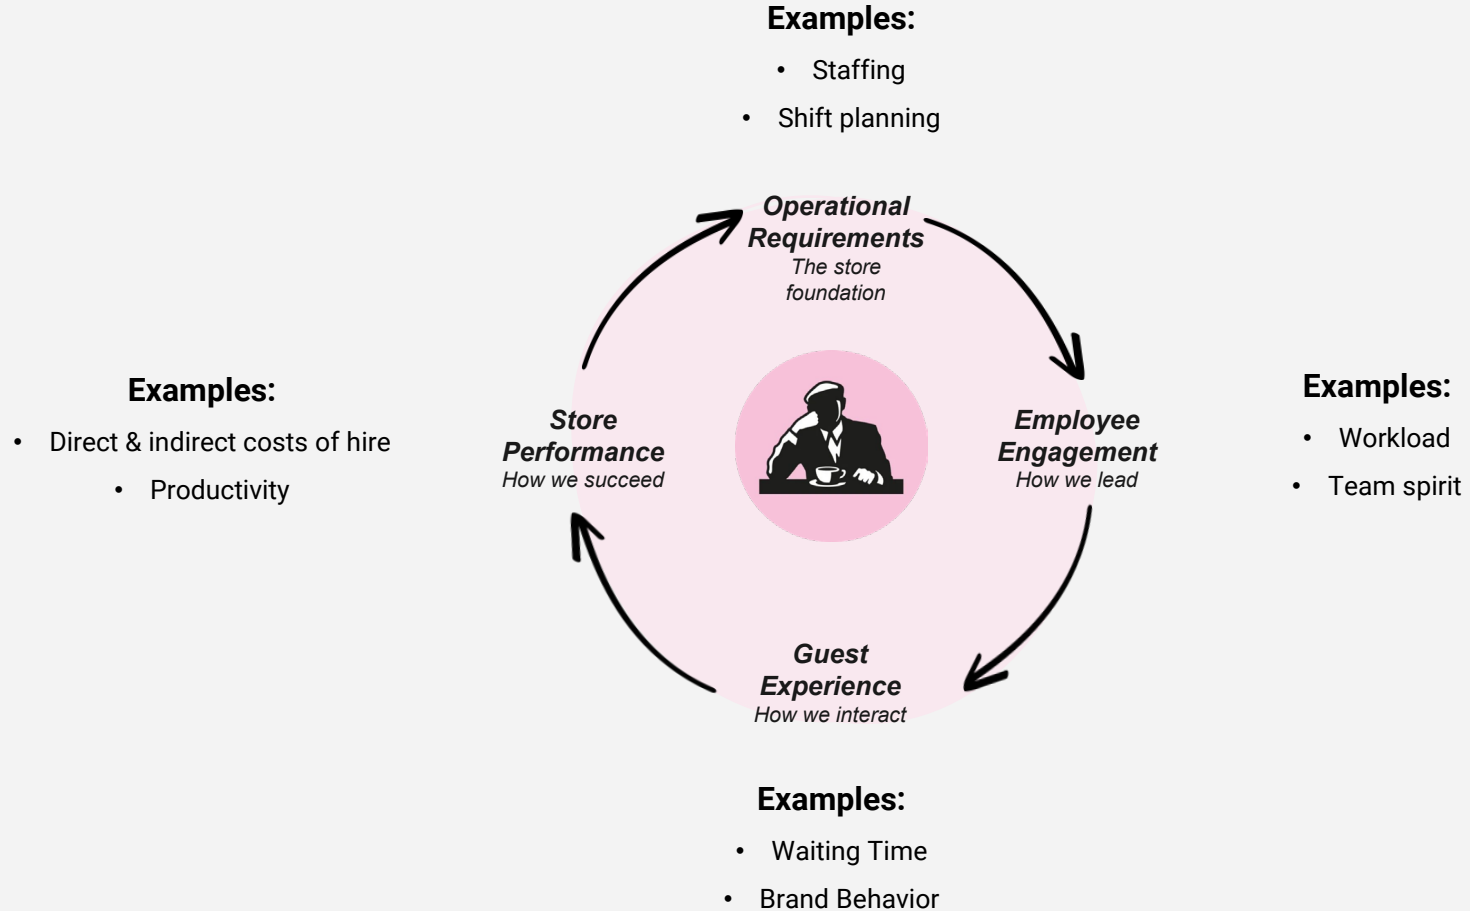 Examples:
• Staffing
• Shift planning
Operational
Requirements
The store
foundation
Examples:
• Direct & indirect costs of hire
• Productivity
Store
Performance
How we succeed
Employee
Engagement
How we lead
Examples:
• Workload
• Team spirit
Guest
Experience
How we interact
Examples:
• Waiting Time
• Brand Behavior